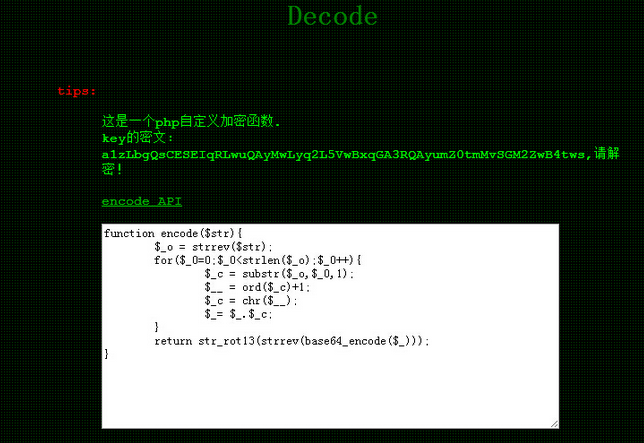 Decode
tips:
这是一个php自定义加密函数.
key的密文:
a1zLbgQsCESEIqRLwuQAyMwLyq2L5VwBxqGA3RQAyumZ0tmMvSGM2ZwB4tws,请解
密!
encode API
function encode($str){
$_o = strrev($str);
for($_0=0;$_0<strlen($_o);$_0++){
$_c = substr($_o,$_0,1);
$__ = ord($_c)+1;
$_c = chr($__);
$_= $_.$_c;
}
return str_rot13(strrev(base64_encode($_)));
}